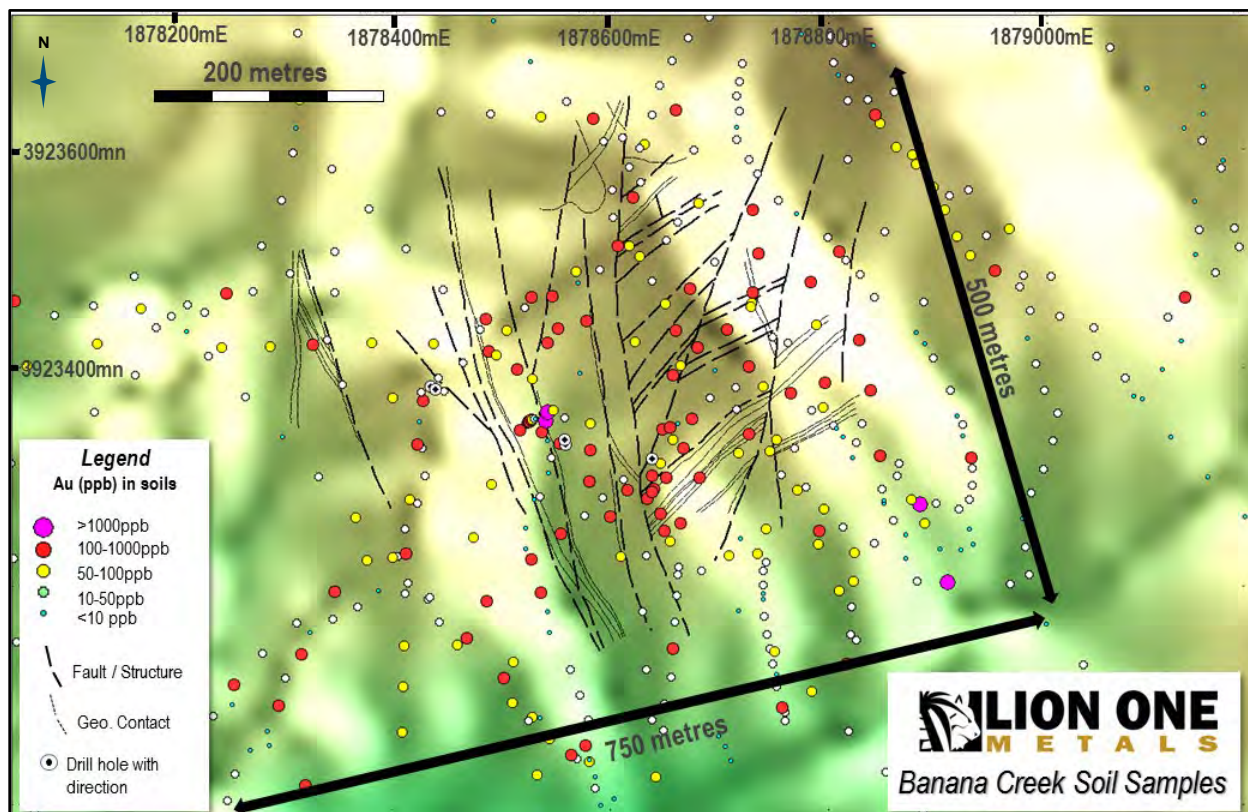 N
1878200mE
1878400mE
1878600mE
1878800mE
1879000mE
200 metres
3923600mn
500 metres
3923400mn
Legend
Au (ppb) in soils
>1000ppb
100-1000ppb
50-100ppb
10-50ppb
<10 ppb
Fault / Structure
Geo. Contact
Drill hole with
direction
750 metres
LION ONE
METALS
Banana Creek Soil Samples